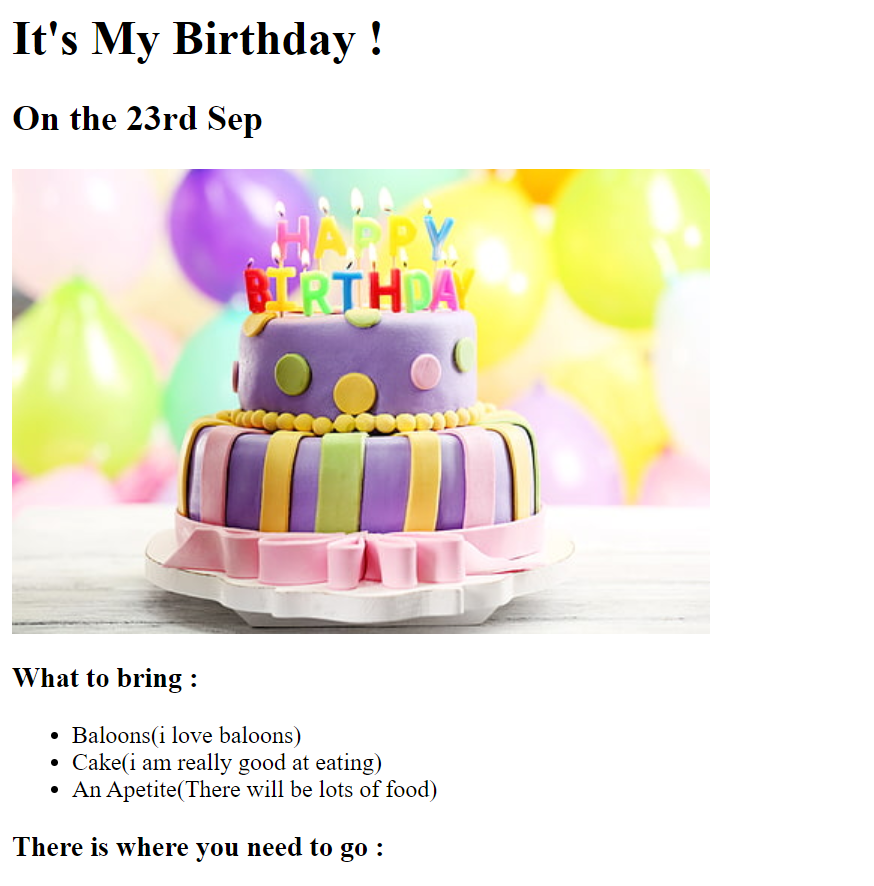 It's My Birthday !
On the 23rd Sep
HAPPY
BIRTHDAY
What to bring :
Baloons(i love baloons)
Cake(i am really good at eating)
An Apetite(There will be lots of food)
There is where you need to go :